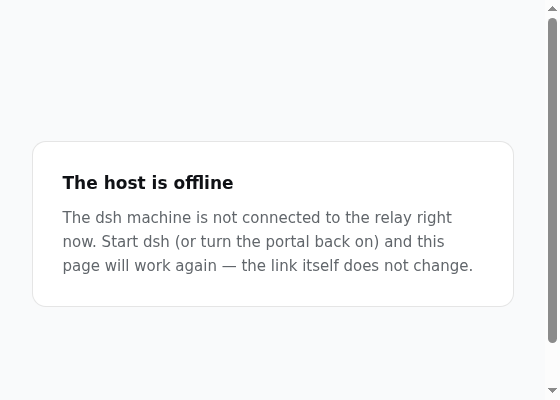 The host is offline
The dsh machine is not connected to the relay right
now. Start dsh (or turn the portal back on) and this
page will work again — the link itself does not change.